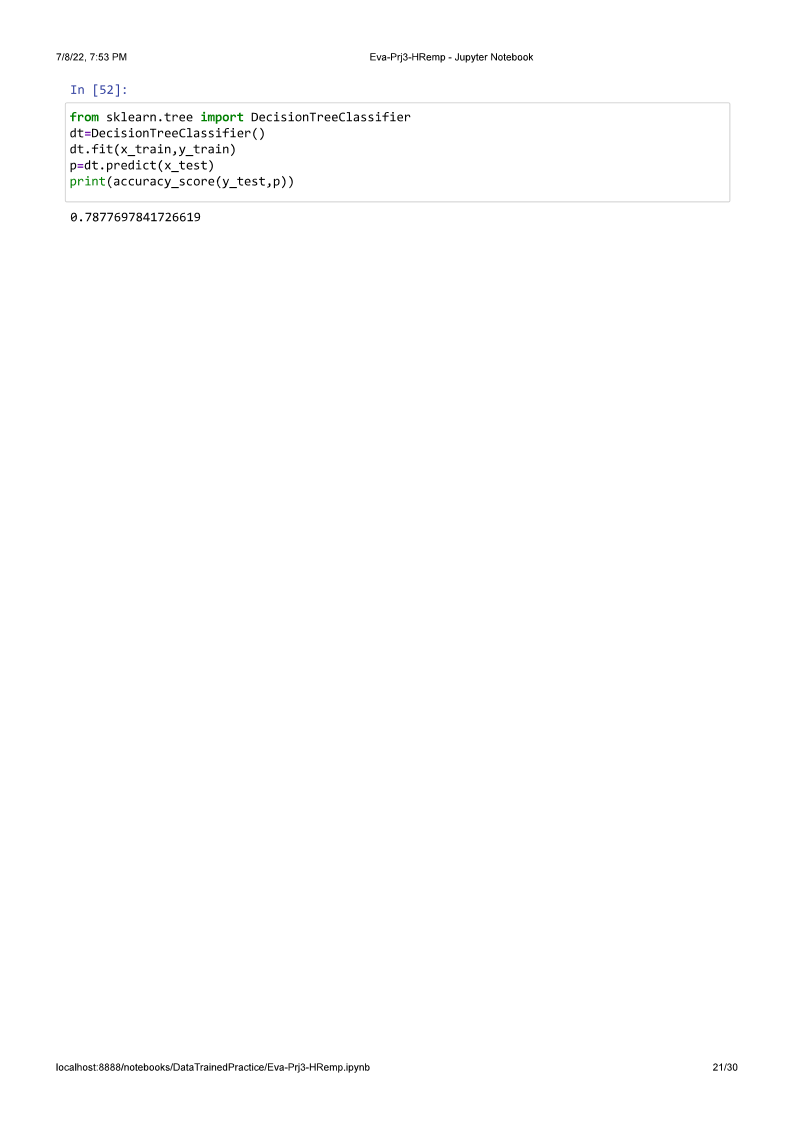 7/8/22, 7:53 PM
Eva-Prj3-HRemp - Jupyter Notebook
In [52]:
from sklearn.tree import DecisionTreeClassifier
dt=DecisionTreeClassifier()
dt.fit(x_train,y_train)
p=dt.predict(x_test)
print(accuracy_score(y_test,p))
0.7877697841726619
localhost:8888/notebooks/DataTrainedPractice/Eva-Prj3-HRemp.ipynb
21/30